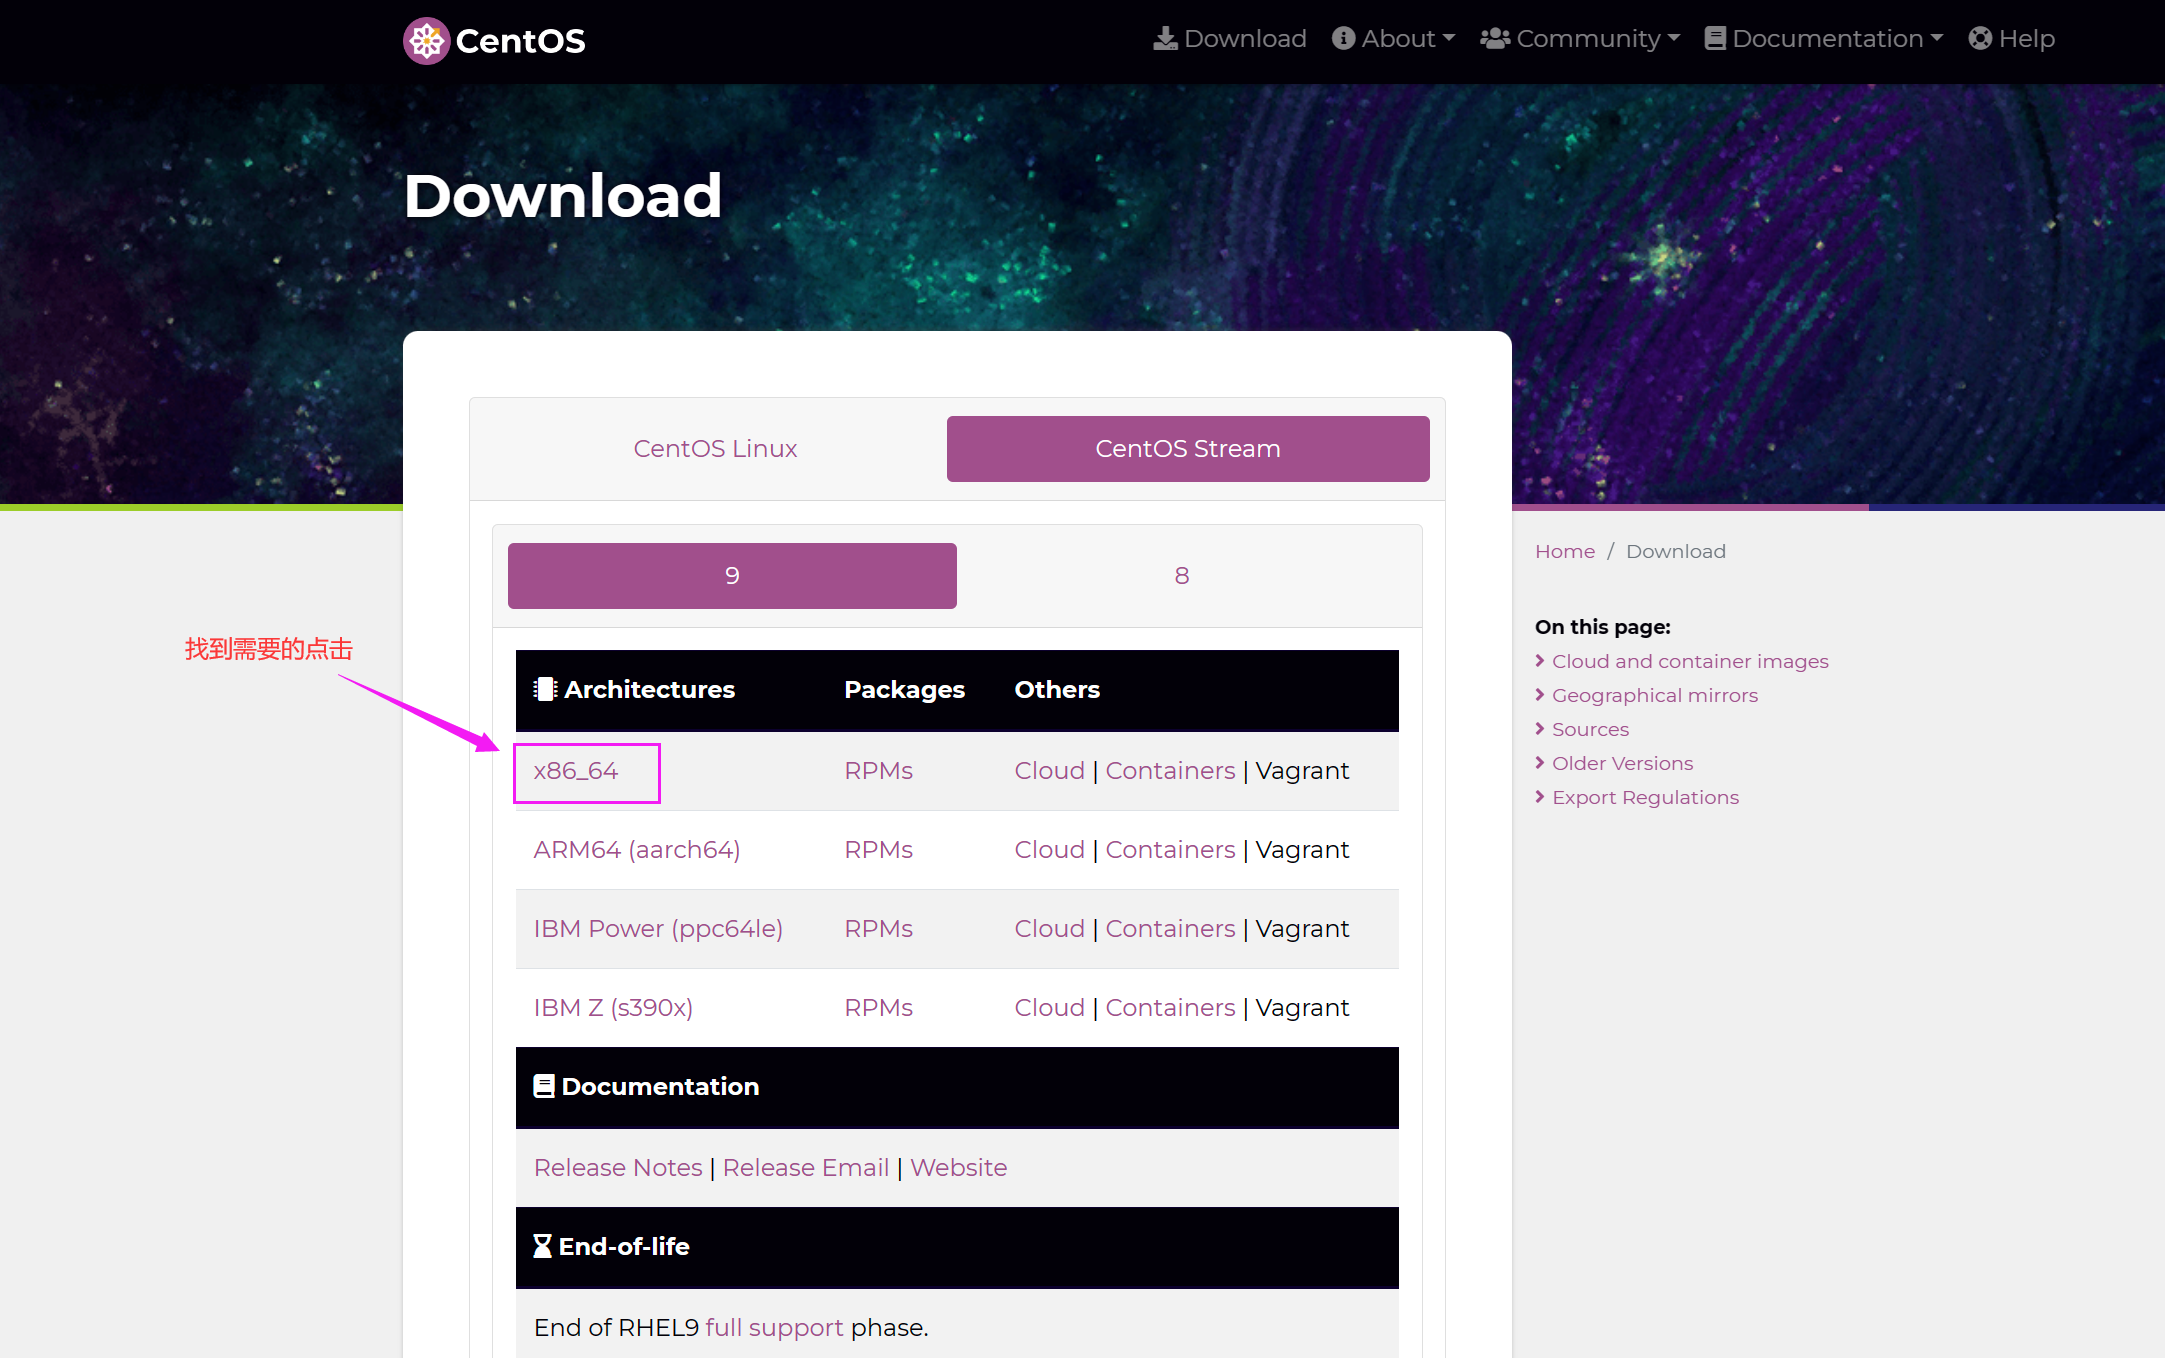 CentOS
Download About Community Documentation Help
Download
CentOS Linux CentOS Stream
9 8
Home / Download
On this page:
Cloud and container images
Geographical mirrors
Sources
Older Versions
Export Regulations
找到需要的点击
Architectures Packages Others
x86_64 RPMs Cloud | Containers | Vagrant
ARM64 (aarch64) RPMs Cloud | Containers | Vagrant
IBM Power (ppc64le) RPMs Cloud | Containers | Vagrant
IBM Z (s390x) RPMs Cloud | Containers | Vagrant
Documentation
Release Notes | Release Email | Website
End-of-life
End of RHEL9 full support phase.